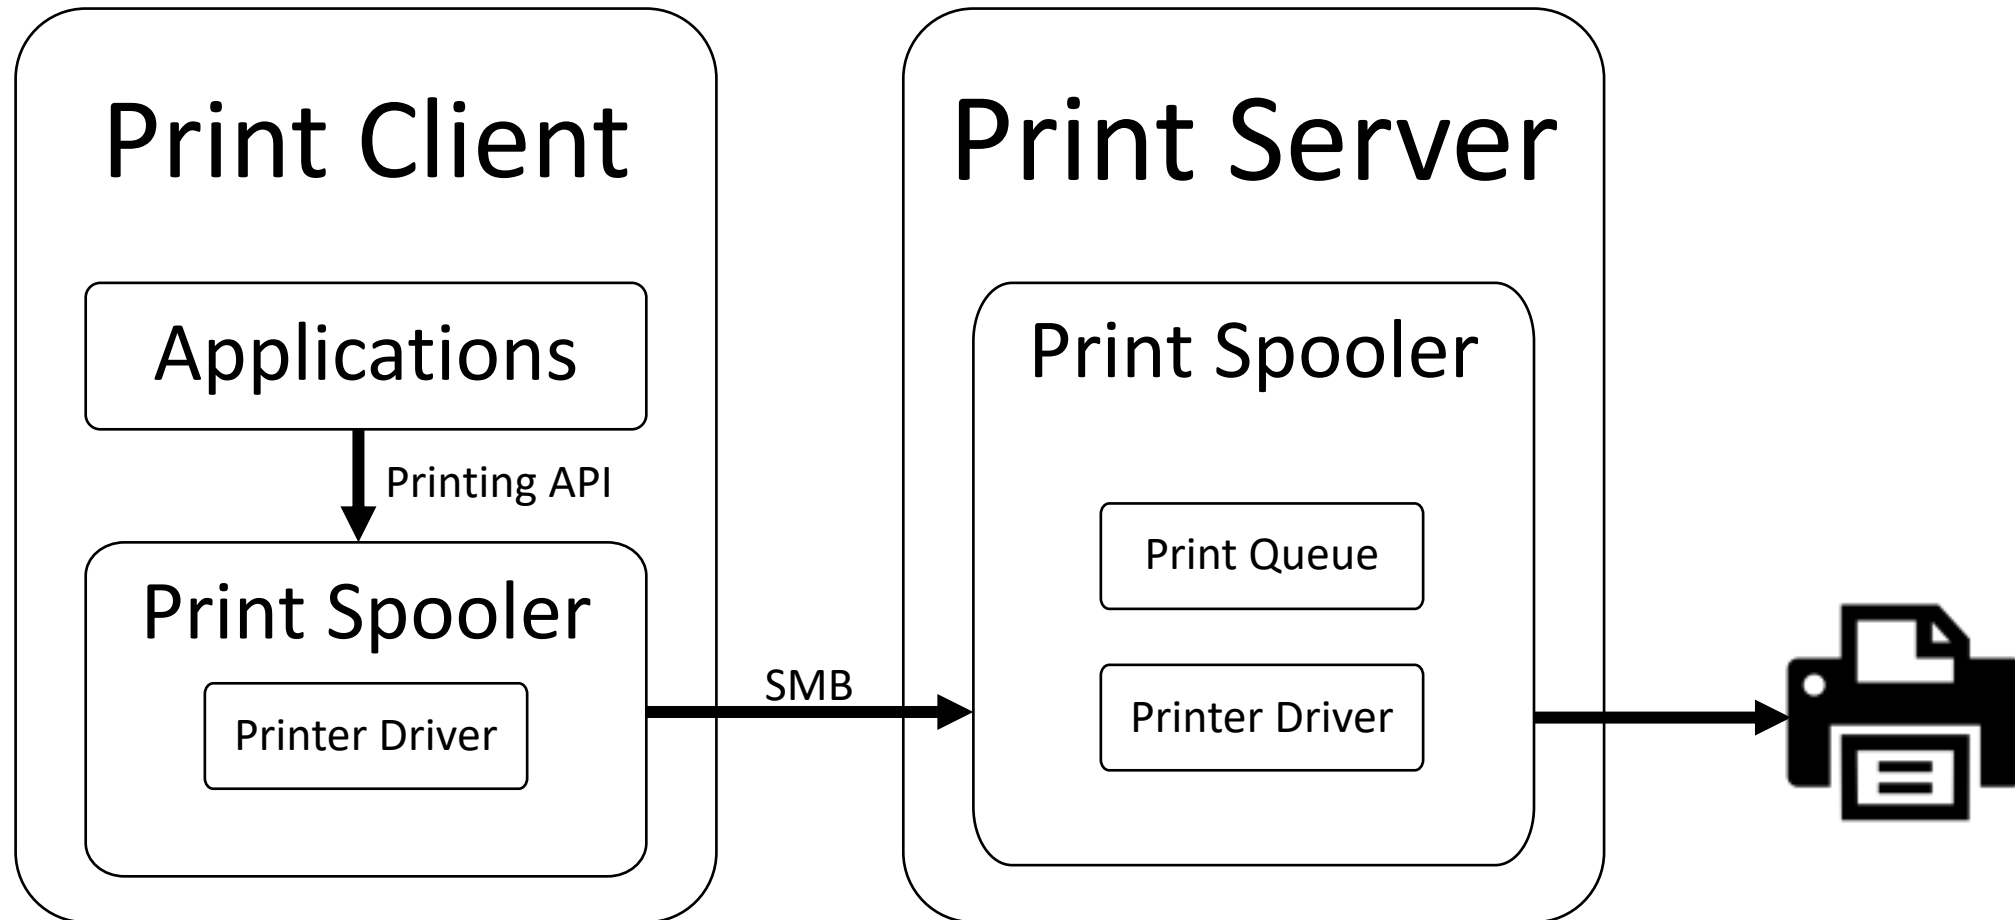 Print Client
Applications
Printing API
Print Spooler
Printer Driver
SMB
Print Server
Print Spooler
Print Queue
Printer Driver